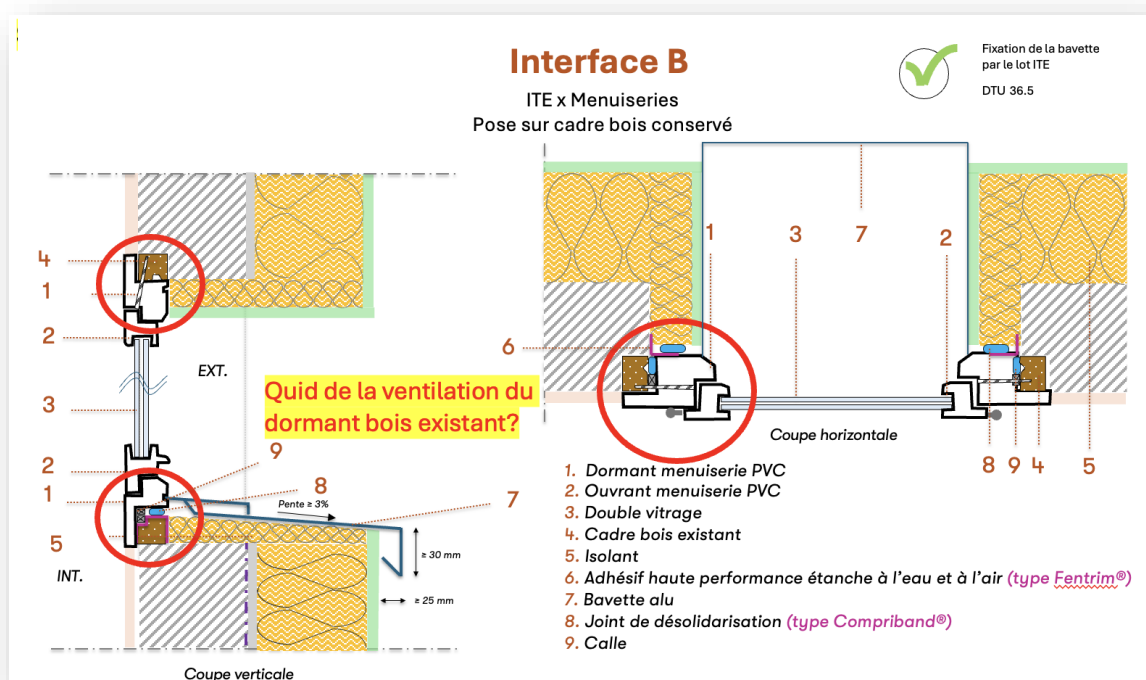 Interface B
ITE x Menuiseries
Pose sur cadre bois conservé
Fixation de la bavette
par le lot ITE
DTU 36.5
4
1
2
3
2
1
5
INT.
EXT.
Quid de la ventilation du
dormant bois existant?
9
8
7
Pente ≥ 3%
≥ 30 mm
≥ 25 mm
Coupe verticale
6
1
3
7
2
8
9
4
5
Coupe horizontale
1. Dormant menuiserie PVC
2. Ouvrant menuiserie PVC
3. Double vitrage
4. Cadre bois existant
5. Isolant
6. Adhésif haute performance étanche à l'eau et à l'air (type Fentrim®)
7. Bavette alu
8. Joint de désolidarisation (type Compriband®)
9. Calle